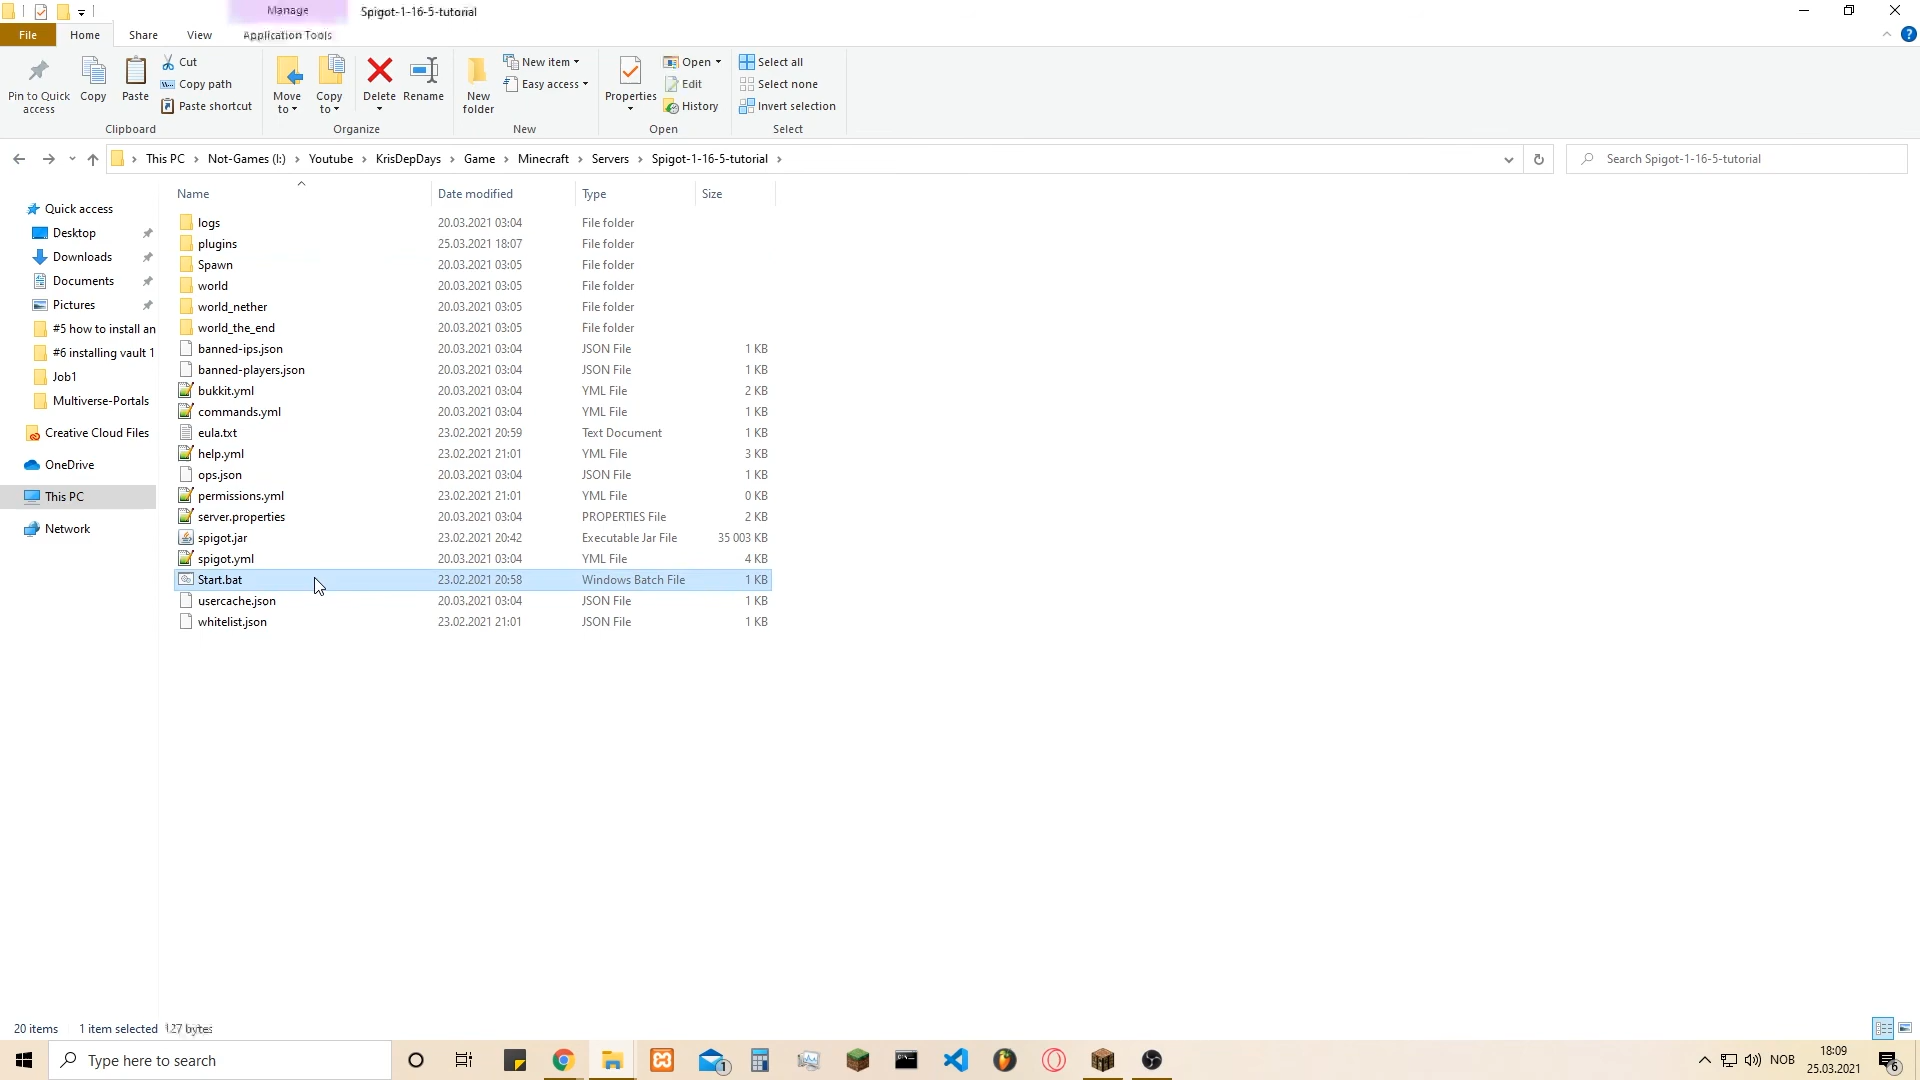 Manage
Spigot-1-16-5-tutorial
File
Home
Share
View
Application Tools
Pin to Quick access
Copy
Paste
Cut
Copy path
Paste shortcut
Clipboard
Move to
Copy to
Delete
Rename
Organize
New folder
New item
Easy access
New
Properties
Open
Edit
History
Open
Select all
Select none
Invert selection
Select
This PC
Not-Games (I:)
Youtube
KrisDepDays
Game
Minecraft
Servers
Spigot-1-16-5-tutorial
Search Spigot-1-16-5-tutorial
Quick access
Desktop
Downloads
Documents
Pictures
#5 how to install an
#6 installing vault 1
Job1
Multiverse-Portals
Creative Cloud Files
OneDrive
This PC
Network
Name Date modified Type Size
logs 20.03.2021 03:04 File folder
plugins 25.03.2021 18:07 File folder
Spawn 20.03.2021 03:05 File folder
world 20.03.2021 03:05 File folder
world_nether 20.03.2021 03:05 File folder
world_the_end 20.03.2021 03:05 File folder
banned-ips.json 20.03.2021 03:04 JSON File 1 KB
banned-players.json 20.03.2021 03:04 JSON File 1 KB
bukkit.yml 20.03.2021 03:04 YML File 2 KB
commands.yml 20.03.2021 03:04 YML File 1 KB
eula.txt 23.02.2021 20:59 Text Document 1 KB
help.yml 23.02.2021 21:01 YML File 3 KB
ops.json 20.03.2021 03:04 JSON File 1 KB
permissions.yml 23.02.2021 21:01 YML File 0 KB
server.properties 20.03.2021 03:04 PROPERTIES File 2 KB
spigot.jar 23.02.2021 20:42 Executable Jar File 35 003 KB
spigot.yml 20.03.2021 03:04 YML File 4 KB
Start.bat 23.02.2021 20:58 Windows Batch File 1 KB
usercache.json 20.03.2021 03:04 JSON File 1 KB
whitelist.json 23.02.2021 21:01 JSON File 1 KB
20 items 1 item selected 127 bytes
Type here to search
1
NOB
18:09
25.03.2021
6